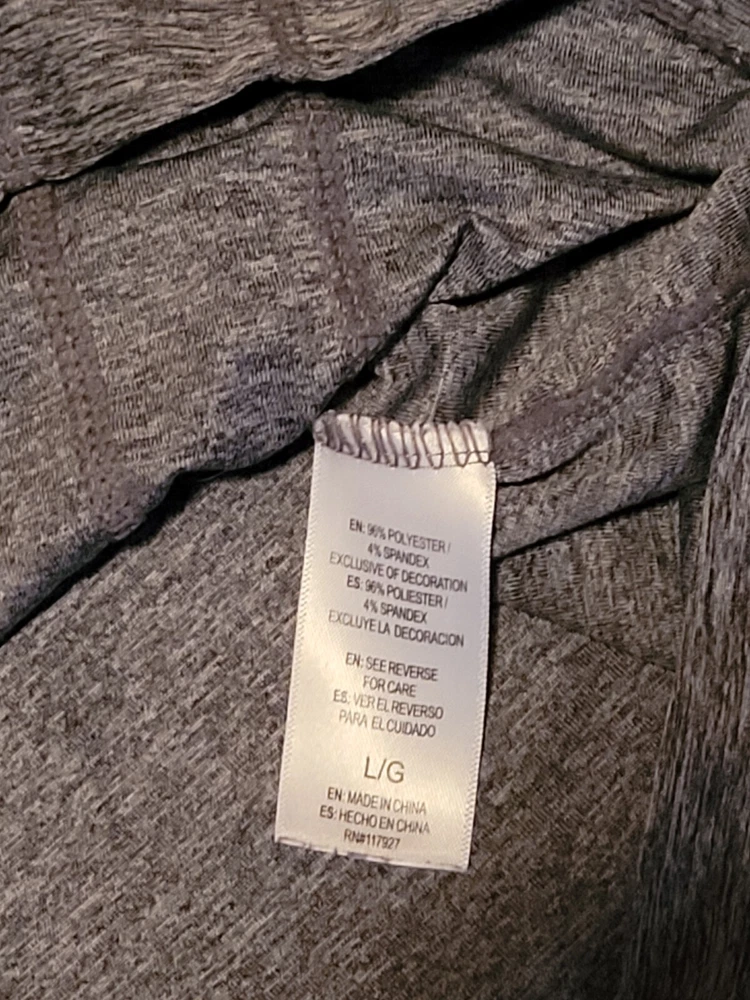 EN: 96% POLYESTER /
4% SPANDEX
EXCLUSIVE OF DECORATION
ES: 96% POLIESTER /
4% SPANDEX
EXCLUYE LA DECORACION
EN: SEE REVERSE
FOR CARE
ES: VER EL REVERSO
PARA EL CUIDADO
L/G
EN: MADE IN CHINA
ES: HECHO EN CHINA
RN#117927